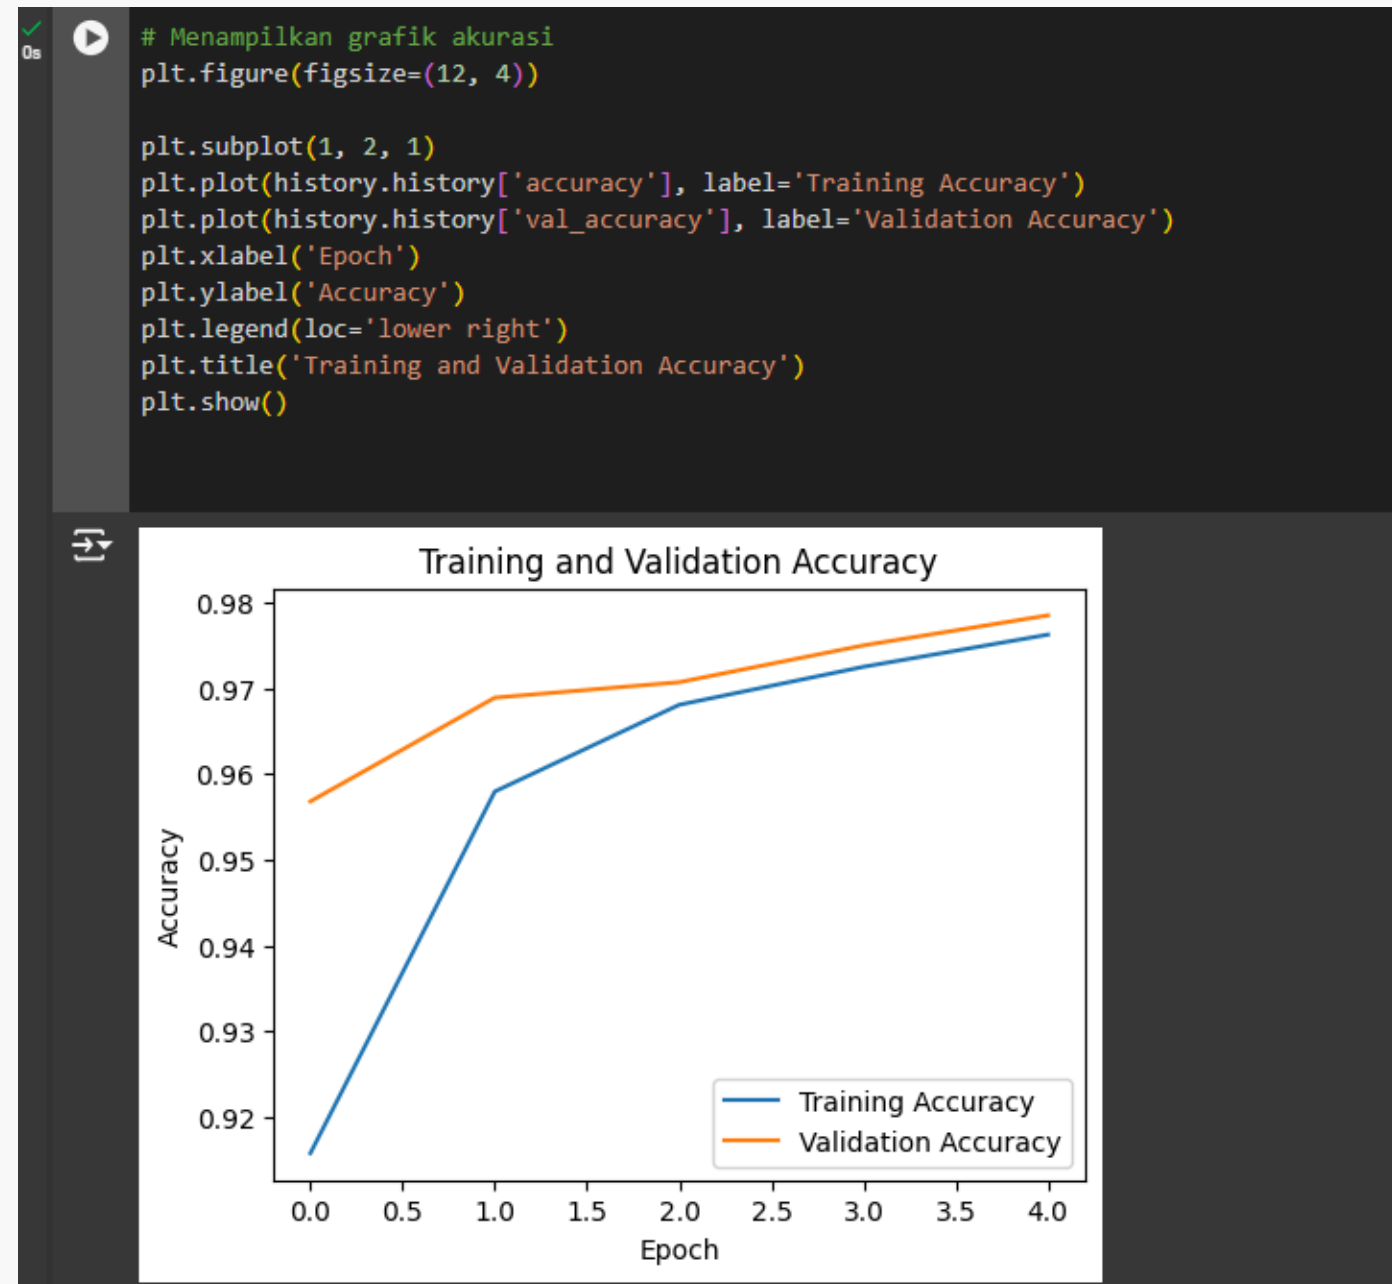 0s
# Menampilkan grafik akurasi
plt.figure(figsize=(12, 4))
plt.subplot(1, 2, 1)
plt.plot(history.history['accuracy'], label='Training Accuracy')
plt.plot(history.history['val_accuracy'], label='Validation Accuracy')
plt.xlabel('Epoch')
plt.ylabel('Accuracy')
plt.legend(loc='lower right')
plt.title('Training and Validation Accuracy')
plt.show()
Training and Validation Accuracy
0.98
0.97
0.96
0.95
0.94
0.93
0.92
Accuracy
Training Accuracy
Validation Accuracy
0.0 0.5 1.0 1.5 2.0 2.5 3.0 3.5 4.0
Epoch